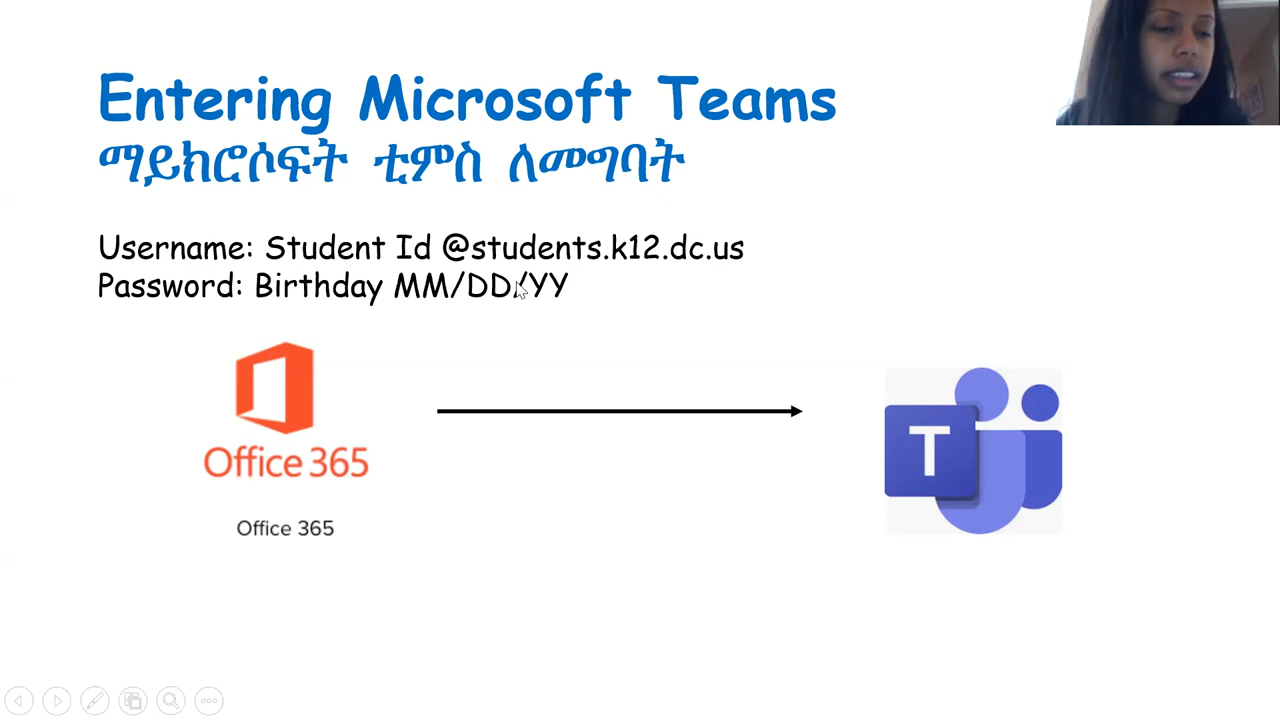 Entering Microsoft Teams
ማይክሮሶፍት ቲምስ ለመግባት
Username: Student Id @students.k12.dc.us
Password: Birthday MM/DD/YY
Office 365
Office 365
T